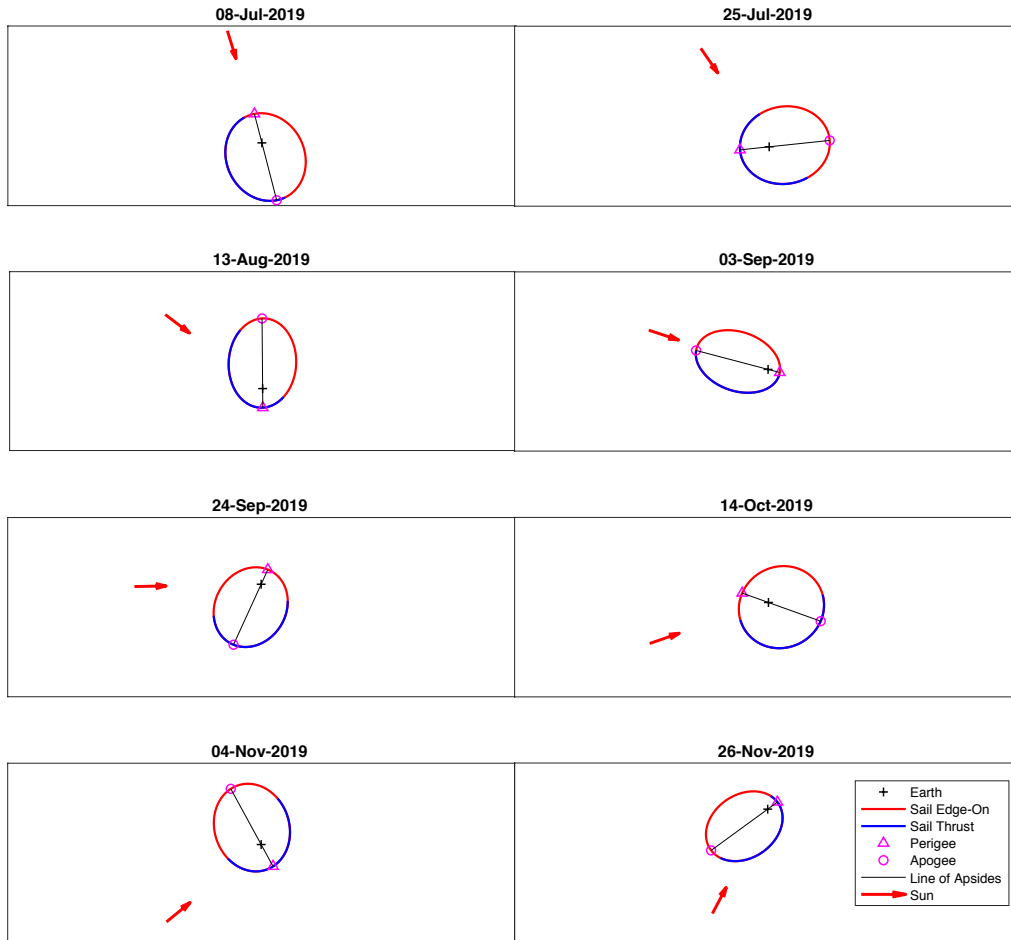 08-Jul-2019
25-Jul-2019
13-Aug-2019
03-Sep-2019
24-Sep-2019
14-Oct-2019
04-Nov-2019
26-Nov-2019
Earth
Sail Edge-On
Sail Thrust
Perigee
Apogee
Line of Apsides
Sun